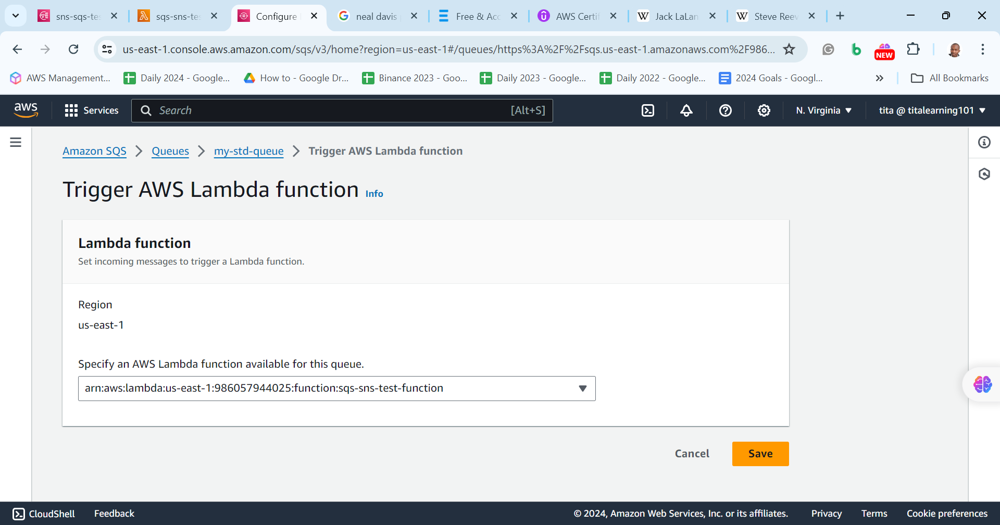 sns-sqs-tes
sqs-sns-tes
Configure
neal davis
Free & Acc
AWS Certif
Jack LaLan
Steve Reev
us-east-1.console.aws.amazon.com/sqs/v3/home?region=us-east-1#/queues/https%3A%2F%2Fsqs.us-east-1.amazonaws.com%2F986...
NEW
AWS Management...
Daily 2024 - Google...
How to - Google Dr...
Binance 2023 - Goo...
Daily 2023 - Google...
Daily 2022 - Google...
2024 Goals - Googl...
All Bookmarks
aws
Services
Search
[Alt+S]
N. Virginia
tita @ titalearning101
Amazon SQS > Queues > my-std-queue > Trigger AWS Lambda function
Trigger AWS Lambda function Info
Lambda function
Set incoming messages to trigger a Lambda function.
Region
us-east-1
Specify an AWS Lambda function available for this queue.
arn:aws:lambda:us-east-1:986057944025:function:sqs-sns-test-function
Cancel
Save
CloudShell
Feedback
© 2024, Amazon Web Services, Inc. or its affiliates.
Privacy
Terms
Cookie preferences